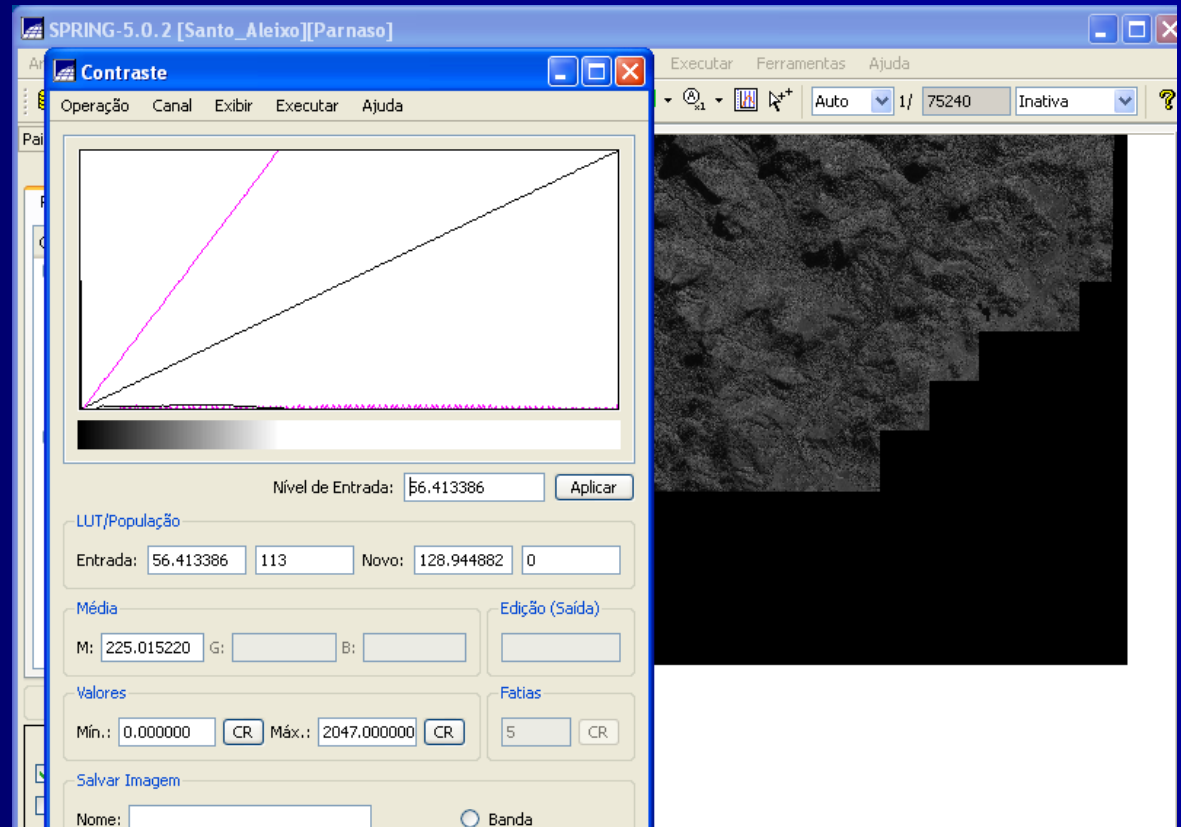 SPRING-5.0.2 [Santo_Aleixo][Parnaso]
Executar Ferramentas Ajuda
Contraste
Operação Canal Exibir Executar Ajuda
Auto 1/ 75240 Inativa
Nível de Entrada: 56.413386 Aplicar
LUT/População
Entrada: 56.413386 113 Novo: 128.944882 0
Média
M: 225.015220 G: B:
Edição (Saída)
Valores
Mín.: 0.000000 CR Máx.: 2047.000000 CR
Fatias
5 CR
Salvar Imagem
Nome: Banda